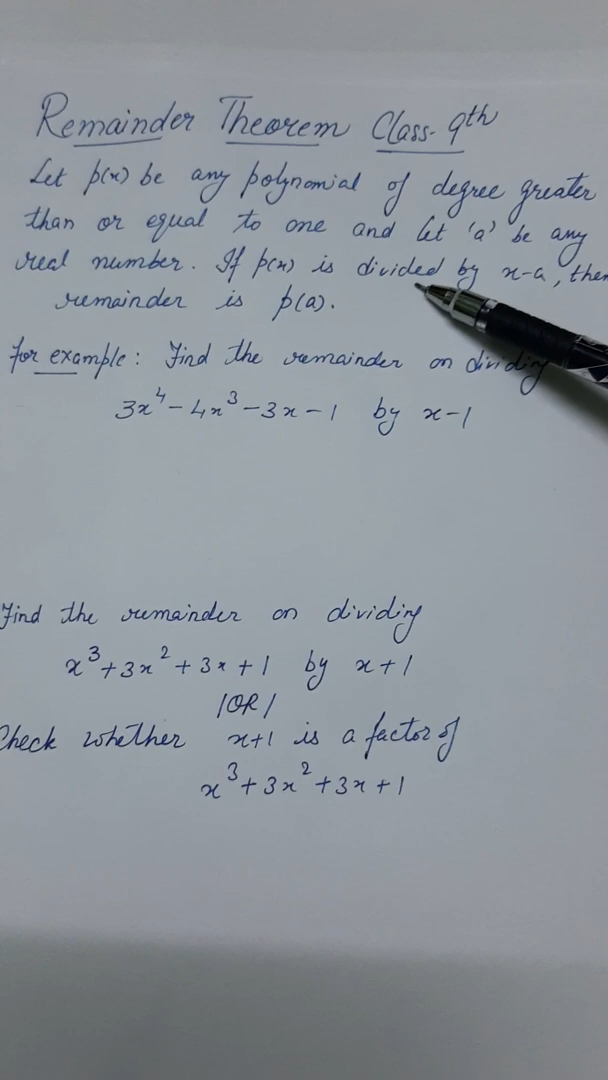 Remainder Theorem Class-9th
Let p(x) be any polynomial of degree greater
than or equal to one and let 'a' be any
real number. If p(x) is divided by x-a, then
remainder is p(a).
For example: Find the remainder on dividing
3x⁴-4x³-3x-1 by x-1
Find the remainder on dividing
x³+3x²+3x+1 by x+1
|OR|
Check whether x+1 is a factor of
x³+3x²+3x+1